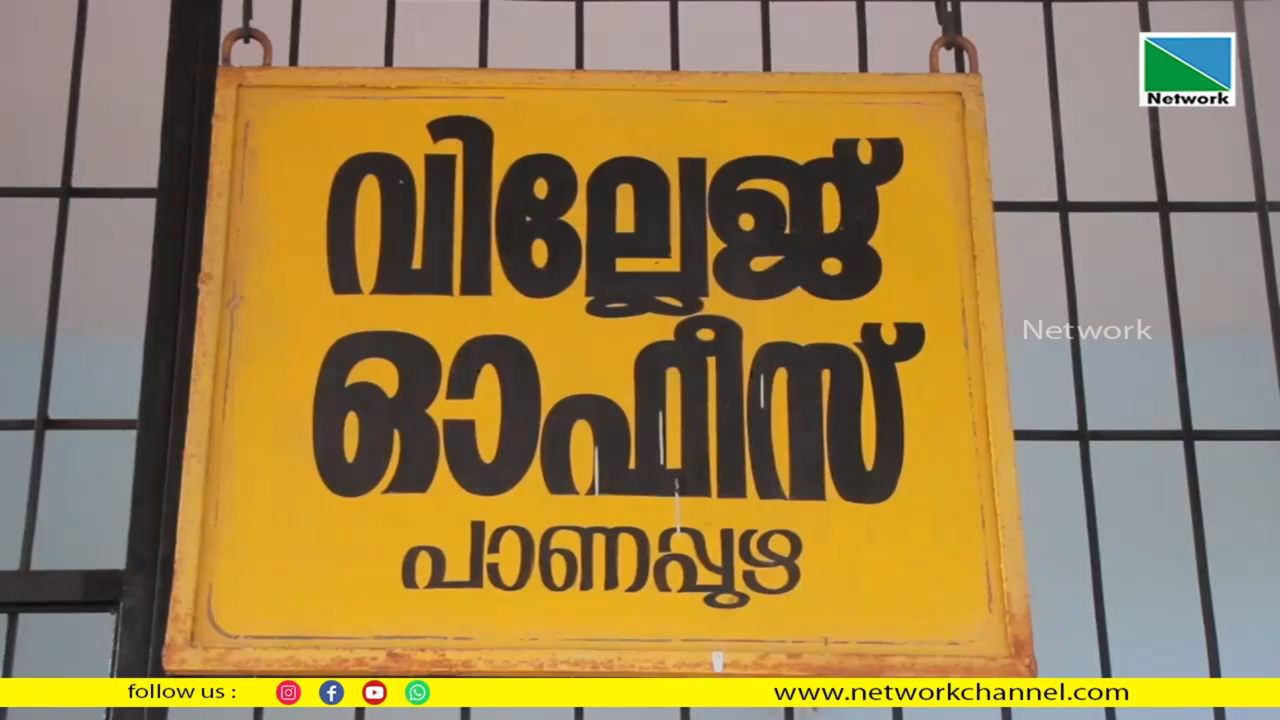 Network
വില്ലേജ്
Network
ഓഫീസ്
പാണപ്പുഴ
follow us :
www.networkchannel.com